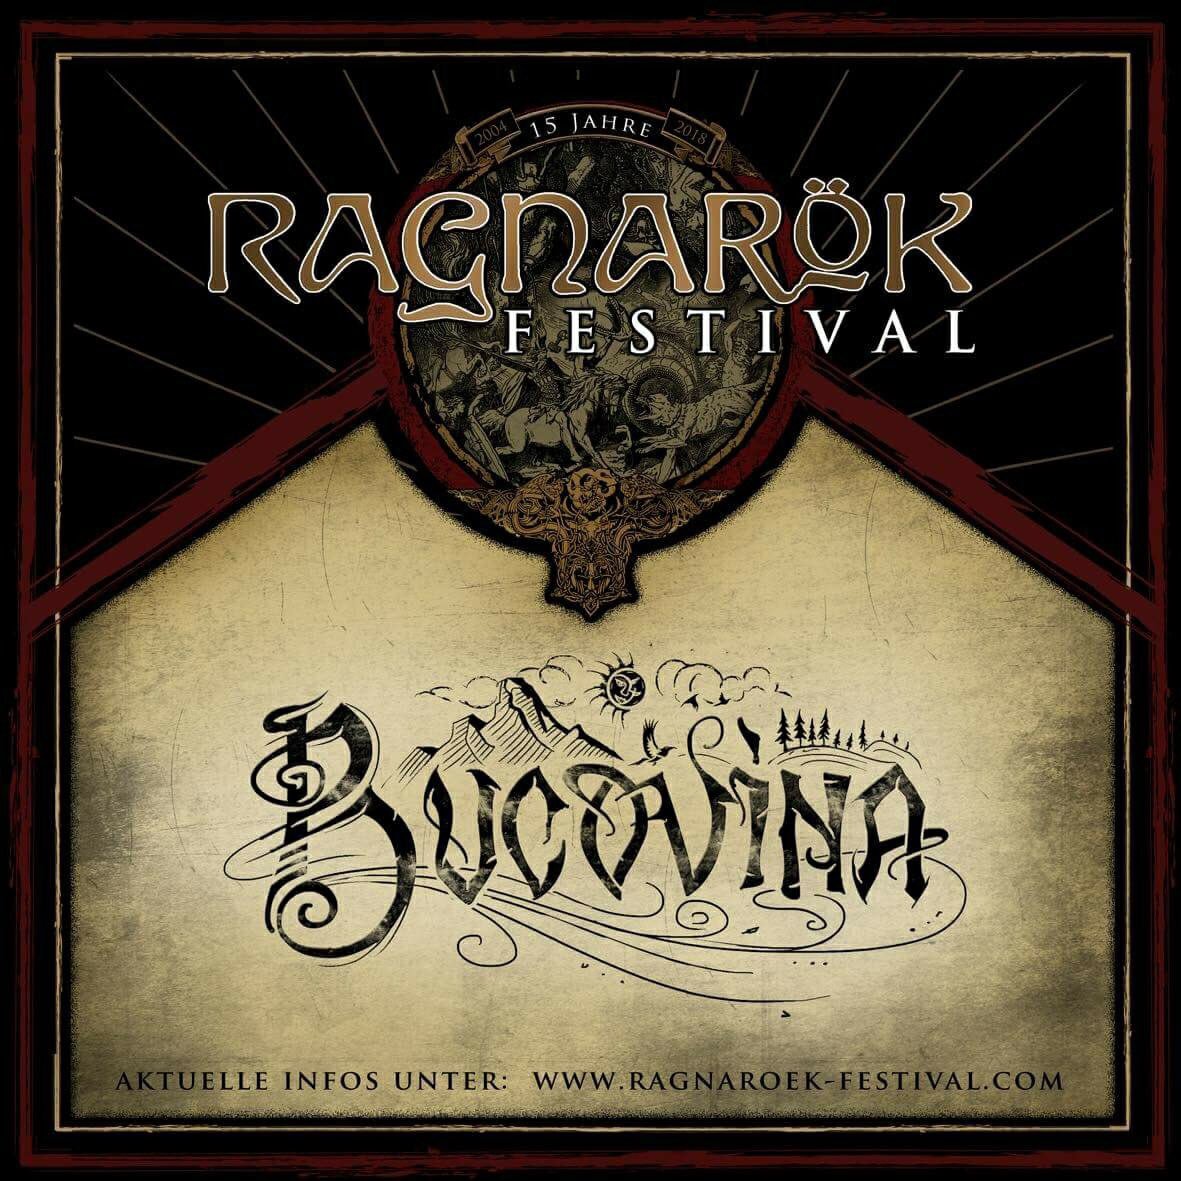 2004 15 JAHRE 2018
RAGNARÖK
FESTIVAL
BUCOVINA
AKTUELLE INFOS UNTER: WWW.RAGNAROEK-FESTIVAL.COM